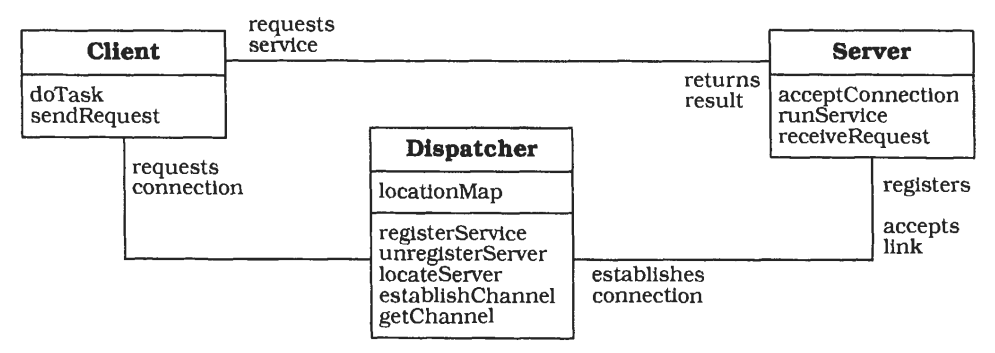 requests
service
Client
doTask
sendRequest
Server
acceptConnection
runService
receiveRequest
returns
result
requests
connection
Dispatcher
locationMap
registerService
unregisterServer
locateServer
establishChannel
getChannel
registers
accepts
link
establishes
connection